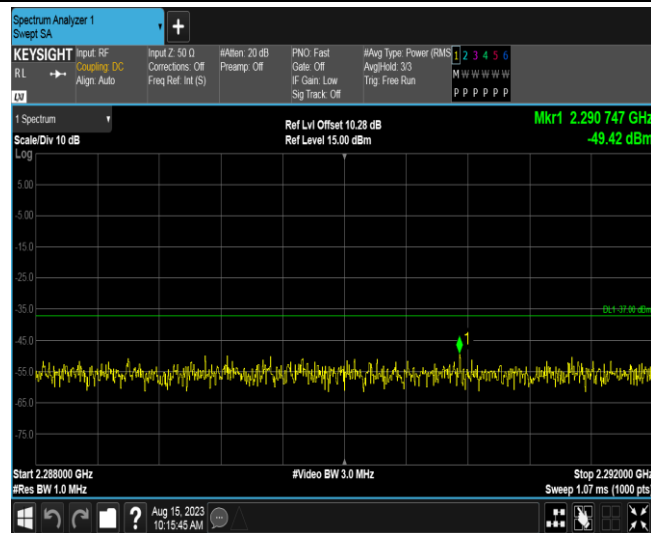 Spectrum Analyzer 1
Swept SA
KEYSIGHT
RL
Input: RF
Coupling: DC
Align: Auto
Input Z: 50 Ω
Corrections: Off
Freq Ref: Int (S)
#Atten: 20 dB
Preamp: Off
PNO: Fast
Gate: Off
IF Gain: Low
Sig Track: Off
#Avg Type: Power (RMS
Avg|Hold: 3/3
Trig: Free Run
1 2 3 4 5 6
M W W W W W
P P P P P P
LXI
1 Spectrum
Scale/Div 10 dB
Ref Lvl Offset 10.28 dB
Ref Level 15.00 dBm
Mkr1 2.290 747 GHz
-49.42 dBm
Log
5.00
-5.00
-15.0
-25.0
-35.0
DL1 -37.00 dBm
1
-45.0
-55.0
-65.0
-75.0
Start 2.288000 GHz
#Video BW 3.0 MHz
Stop 2.292000 GHz
#Res BW 1.0 MHz
Sweep 1.07 ms (1000 pts)
?
Aug 15, 2023
10:15:45 AM